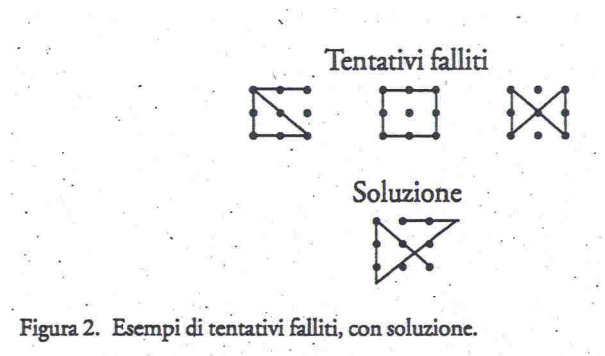 Tentativi falliti
Soluzione
Figura 2. Esempi di tentativi falliti, con soluzione.